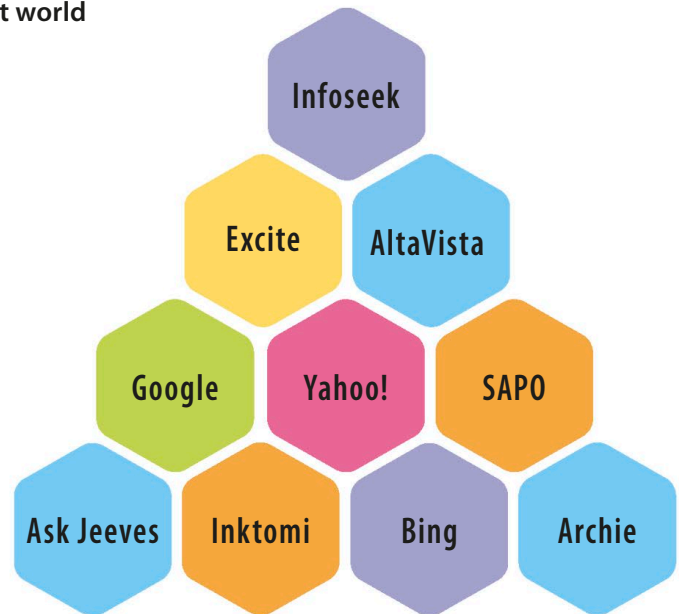 t world
Infoseek
Excite
AltaVista
Google
Yahoo!
SAPO
Ask Jeeves
Inktomi
Bing
Archie